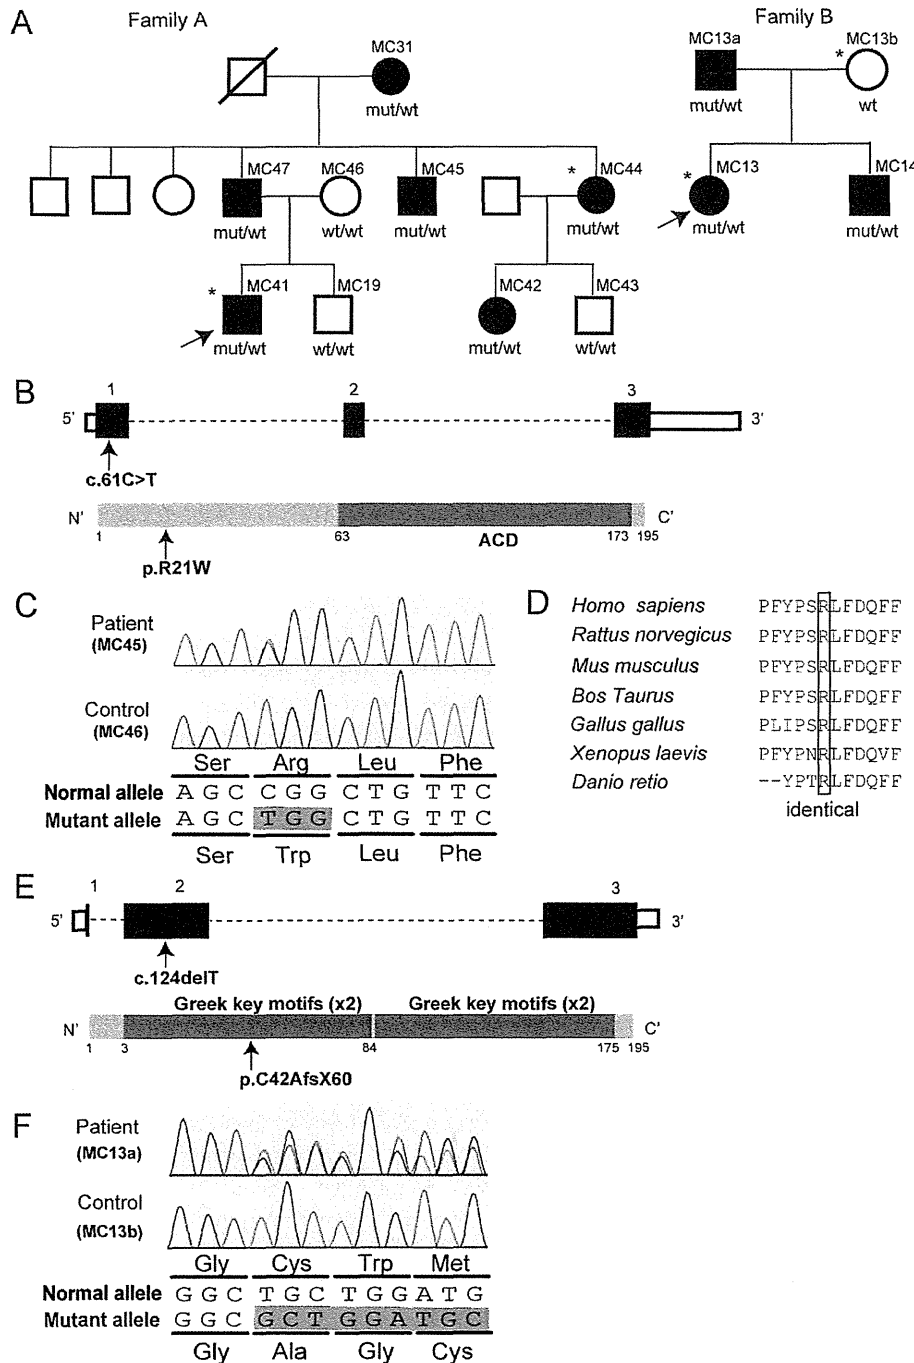 A
Family A
Family B
MC31
mut/wt
MC13a
mut/wt
* MC13b
wt
MC47
mut/wt
MC46
wt/wt
MC45
mut/wt
* MC44
mut/wt
* MC13
mut/wt
MC14
mut/wt
* MC41
mut/wt
MC19
wt/wt
MC42
mut/wt
MC43
wt/wt
B
1 2 3
5' 3'
c.61C>T
N' C'
1 63 ACD 173 195
p.R21W
C
Patient
(MC45)
Control
(MC46)
Ser Arg Leu Phe
Normal allele A G C C G G C T G T T C
Mutant allele A G C T G G C T G T T C
Ser Trp Leu Phe
D
Homo sapiens PFYPSRLFDQFF
Rattus norvegicus PFYPSRLFDQFF
Mus musculus PFYPSRLFDQFF
Bos Taurus PFYPSRLFDQFF
Gallus gallus PLIPSRLFDQFF
Xenopus laevis PFYPNRLFDQVF
Danio retio --YPTRLFDQFF
identical
E
1 2 3
5' 3'
c.124delT
Greek key motifs (x2) Greek key motifs (x2)
N' C'
1 3 84 175 195
p.C42AfsX60
F
Patient
(MC13a)
Control
(MC13b)
Gly Cys Trp Met
Normal allele G G C T G C T G G A T G
Mutant allele G G C G C T G G A T G C
Gly Ala Gly Cys